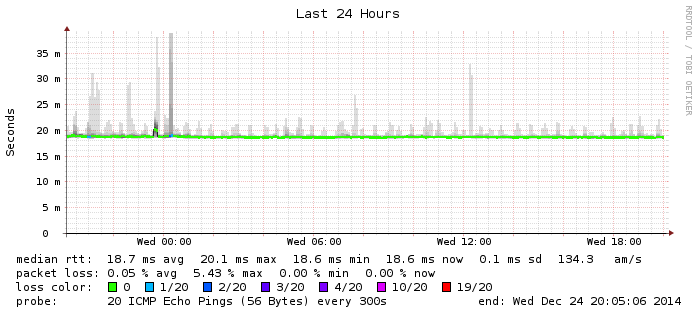 Last 24 Hours
RRDTOOL / TOBI OETIKER
Seconds
35 m
30 m
25 m
20 m
15 m
10 m
5 m
0
Wed 00:00 Wed 06:00 Wed 12:00 Wed 18:00
median rtt: 18.7 ms avg 20.1 ms max 18.6 ms min 18.6 ms now 0.1 ms sd 134.3 am/s
packet loss: 0.05 % avg 5.43 % max 0.00 % min 0.00 % now
loss color: 0 1/20 2/20 3/20 4/20 10/20 19/20
probe: 20 ICMP Echo Pings (56 Bytes) every 300s end: Wed Dec 24 20:05:06 2014